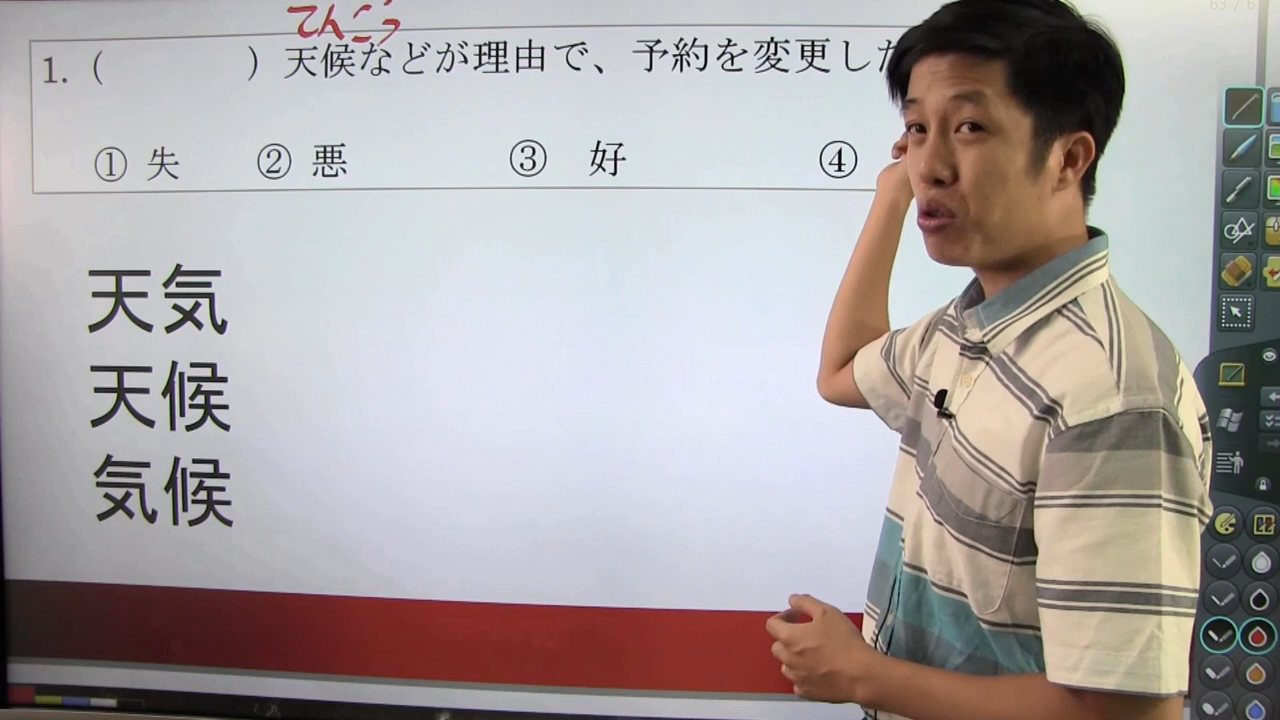 てんこう
1. (　　　) 天候などが理由で、予約を変更した
① 失　② 悪　③ 好　④
天気
天候
気候